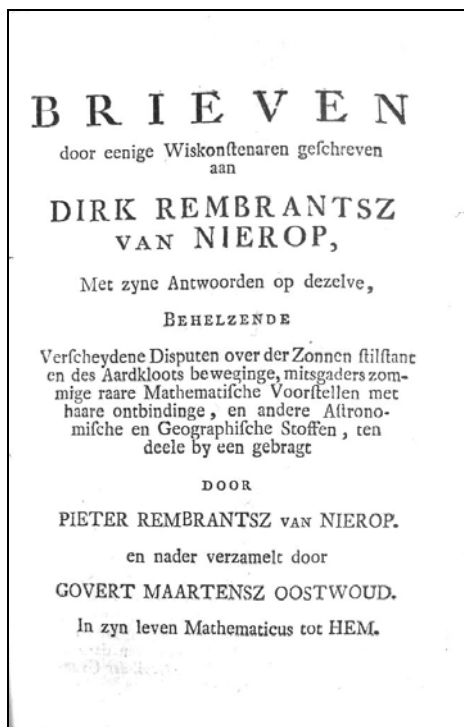 BRIEVEN
door eenige Wiskonſtenaren geſchreven
aan
DIRK REMBRANTSZ
VAN NIEROP,
Met zyne Antwoorden op dezelve,
BEHELZENDE
Verſcheydene Disputen over der Zonnen ſtilſtant
en des Aardkloots beweginge, mitsgaders zom-
mige raare Mathematiſche Voorſtellen met
haare ontbindinge, en andere Aſtrono-
miſche en Geographiſche Stoffen, ten
deele by een gebragt
DOOR
PIETER REMBRANTSZ VAN NIEROP.
en nader verzamelt door
GOVERT MAARTENSZ OOSTWOUD.
In zyn leven Mathematicus tot HEM.